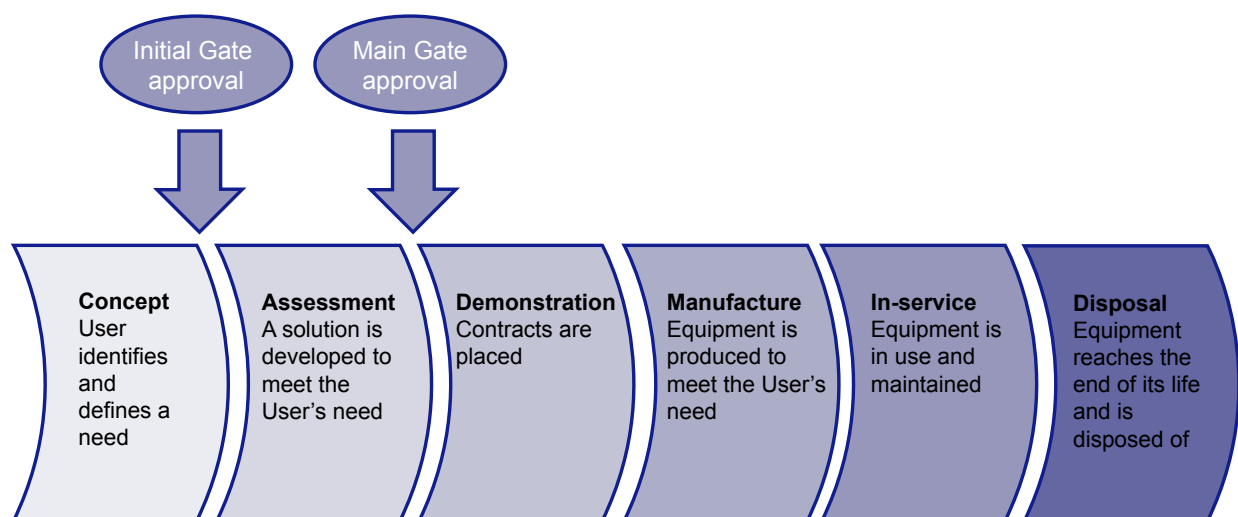 Initial Gate
approval
Main Gate
approval
Concept
User
identifies
and
defines a
need
Assessment
A solution is
developed to
meet the
User’s need
Demonstration
Contracts are
placed
Manufacture
Equipment is
produced to
meet the User’s
need
In-service
Equipment is
in use and
maintained
Disposal
Equipment
reaches the
end of its life
and is
disposed of